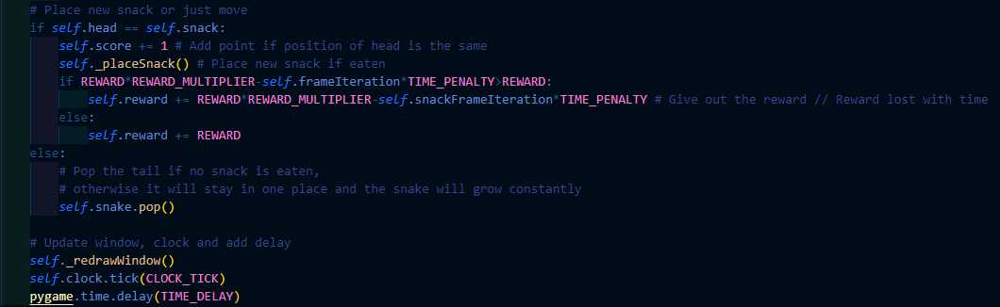 # Place new snack or just move
if self.head == self.snack:
self.score += 1 # Add point if position of head is the same
self._placeSnack() # Place new snack if eaten
if REWARD*REWARD_MULTIPLIER-self.frameIteration*TIME_PENALTY>REWARD:
self.reward += REWARD*REWARD_MULTIPLIER-self.snackFrameIteration*TIME_PENALTY # Give out the reward // Reward lost with time
else:
self.reward += REWARD
else:
# Pop the tail if no snack is eaten,
# otherwise it will stay in one place and the snake will grow constantly
self.snake.pop()
# Update window, clock and add delay
self._redrawWindow()
self.clock.tick(CLOCK_TICK)
pygame.time.delay(TIME_DELAY)